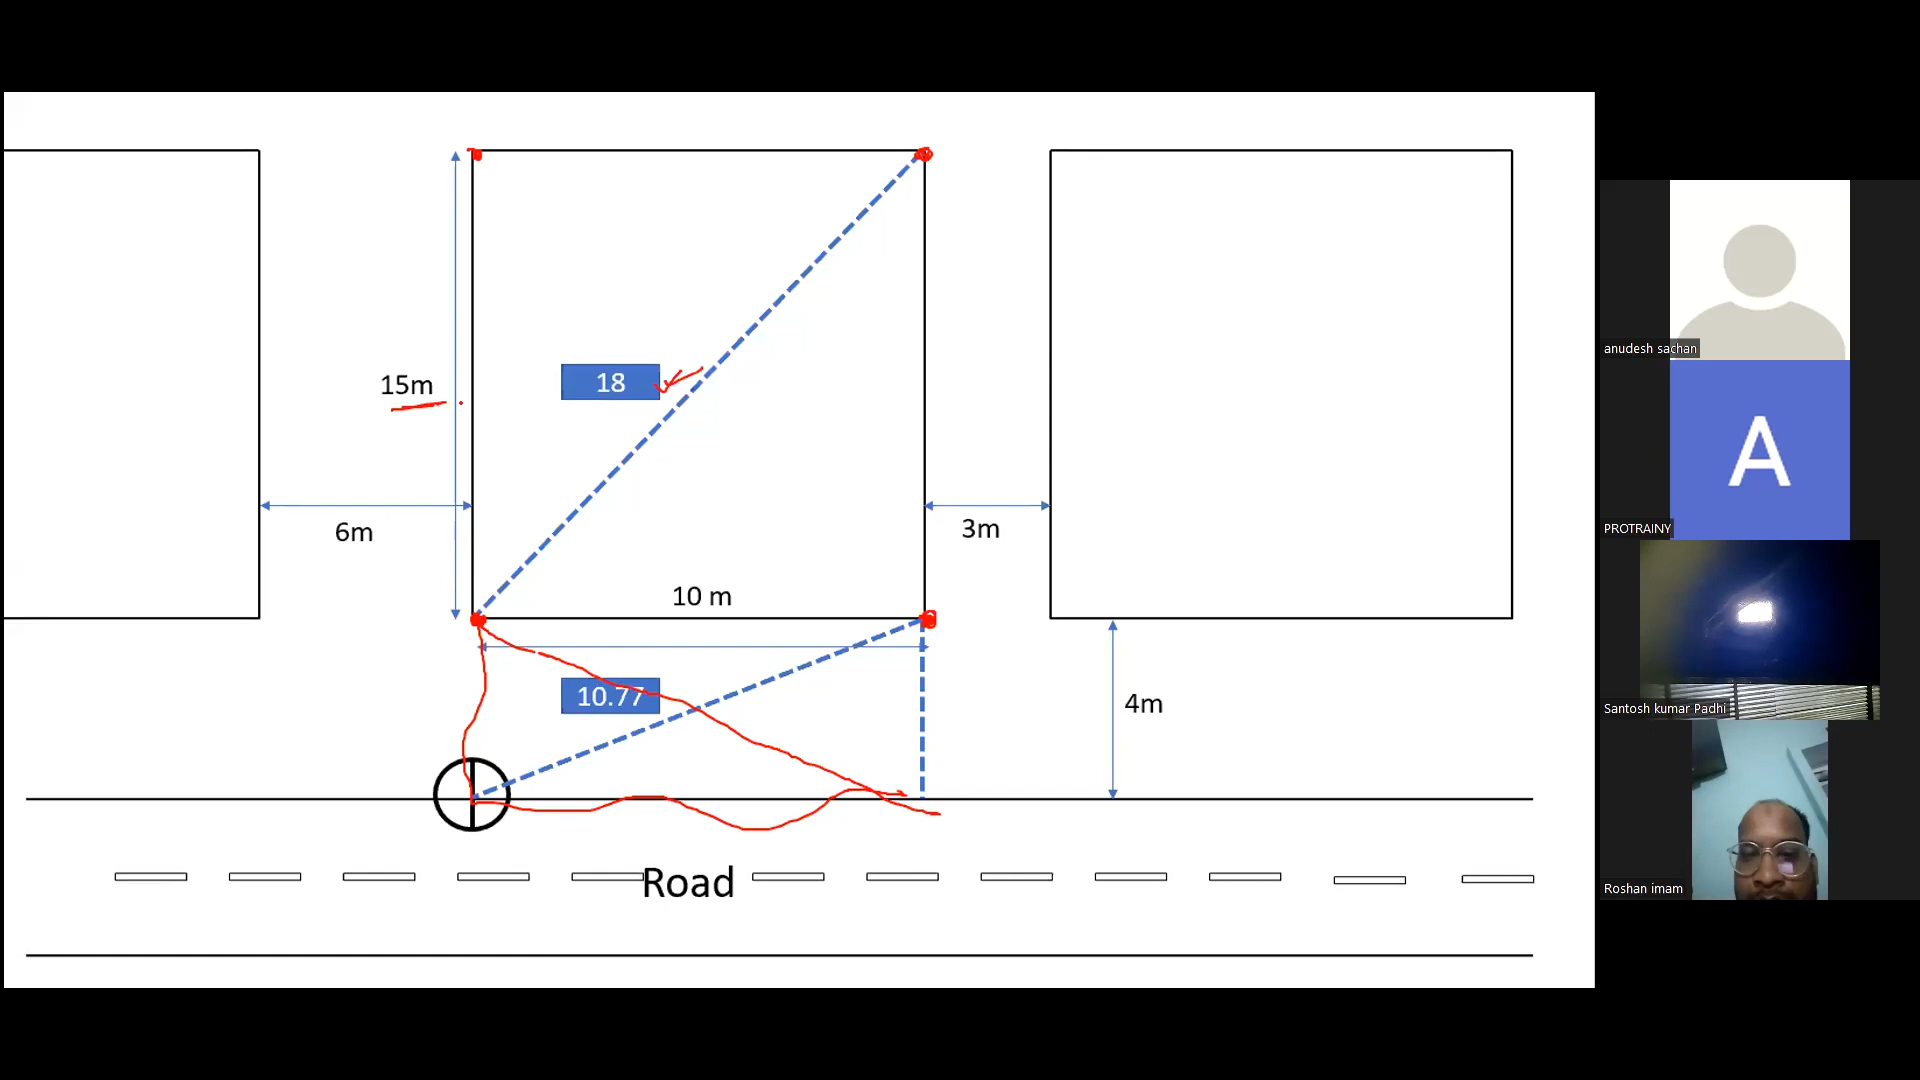 18
15m
6m
3m
10 m
10.77
4m
Road
anudesh sachan
A
PROTRAINY
Santosh kumar Padhi
Roshan imam